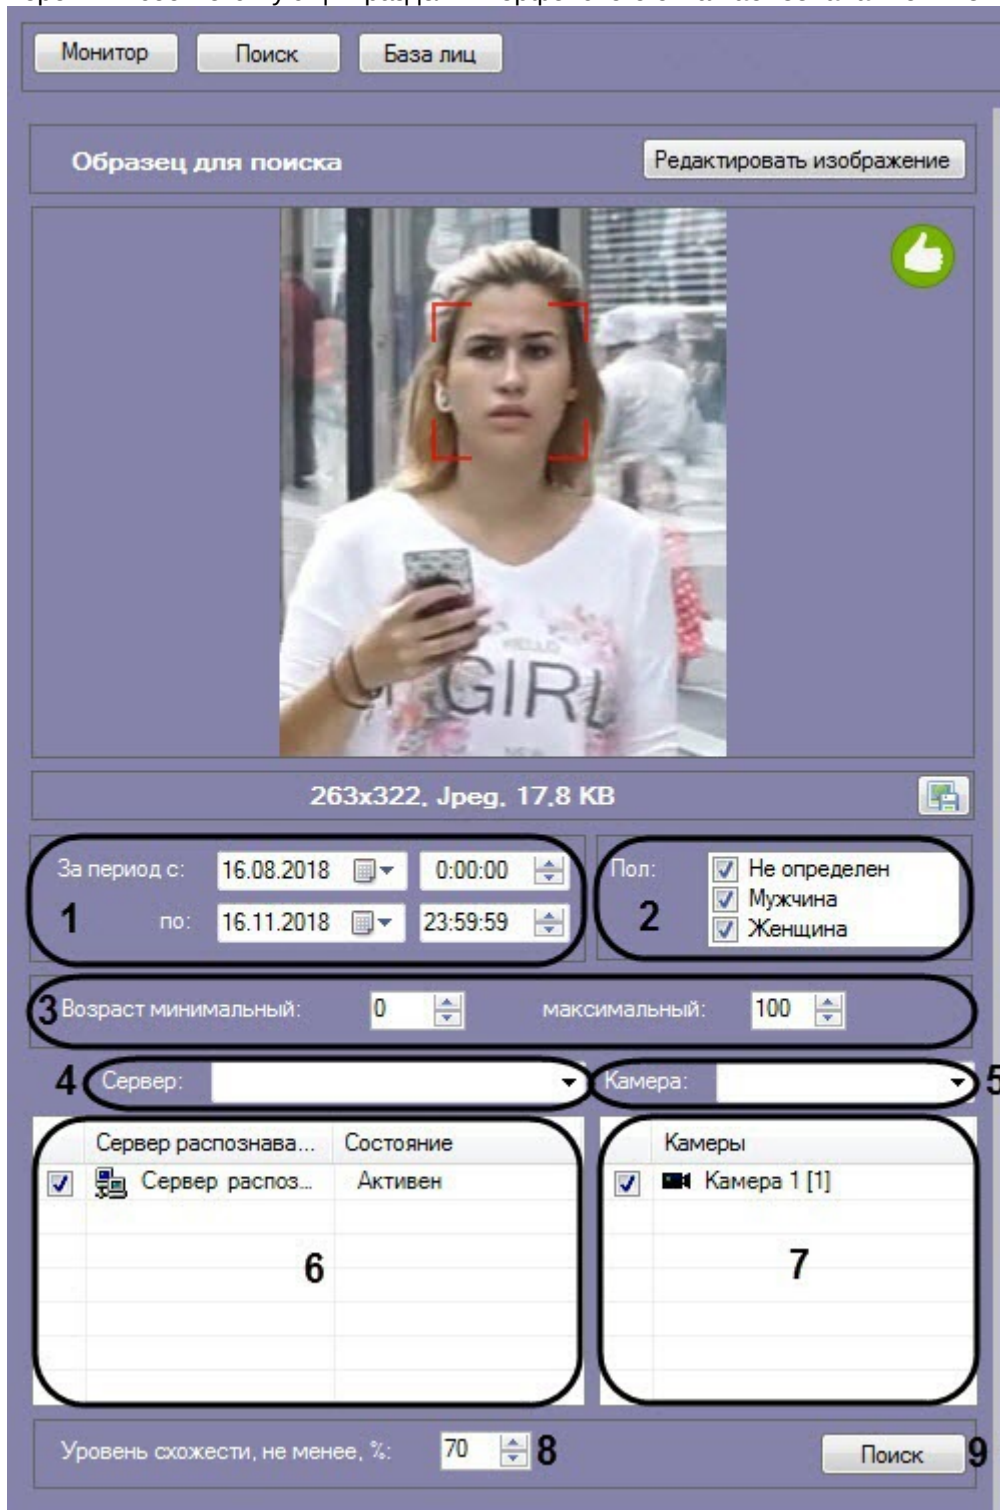 Монитор Поиск База лиц
Образец для поиска Редактировать изображение
HELLO
GIRL
NEW
263x322, Jpeg, 17.8 KB
За период с: 16.08.2018 0:00:00
1 по: 16.11.2018 23:59:59
Пол: Не определен
2 Мужчина
Женщина
3 Возраст минимальный: 0 максимальный: 100
4 Сервер: Камера: 5
Сервер распознава... Состояние
Сервер распоз... Активен
6
Камеры
Камера 1 [1]
7
Уровень схожести, не менее, %: 70 8 Поиск 9